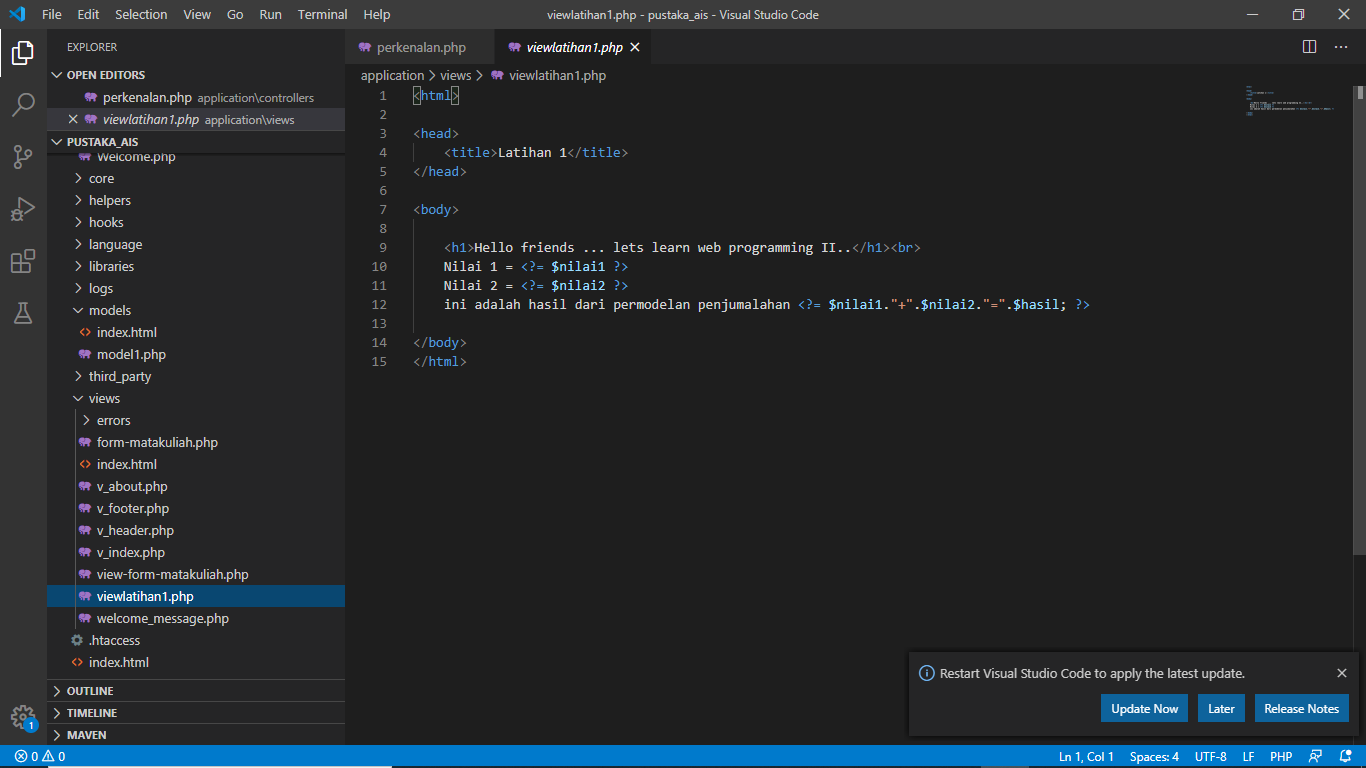 File Edit Selection View Go Run Terminal Help
viewlatihan1.php - pustaka_ais - Visual Studio Code
EXPLORER
OPEN EDITORS
perkenalan.php application\controllers
viewlatihan1.php application\views
PUSTAKA_AIS
Welcome.php
core
helpers
hooks
language
libraries
logs
models
index.html
model1.php
third_party
views
errors
form-matakuliah.php
index.html
v_about.php
v_footer.php
v_header.php
v_index.php
view-form-matakuliah.php
viewlatihan1.php
welcome_message.php
.htaccess
index.html
OUTLINE
TIMELINE
MAVEN
1
perkenalan.php
viewlatihan1.php
application > views > viewlatihan1.php
1 <html>
2
3 <head>
4 <title>Latihan 1</title>
5 </head>
6
7 <body>
8
9 <h1>Hello friends ... lets learn web programming II..</h1><br>
10 Nilai 1 = <?= $nilai1 ?>
11 Nilai 2 = <?= $nilai2 ?>
12 ini adalah hasil dari permodelan penjumalahan <?= $nilai1."+".$nilai2."=".$hasil; ?>
13
14 </body>
15 </html>
Restart Visual Studio Code to apply the latest update.
Update Now
Later
Release Notes
0 0
Ln 1, Col 1 Spaces: 4 UTF-8 LF PHP